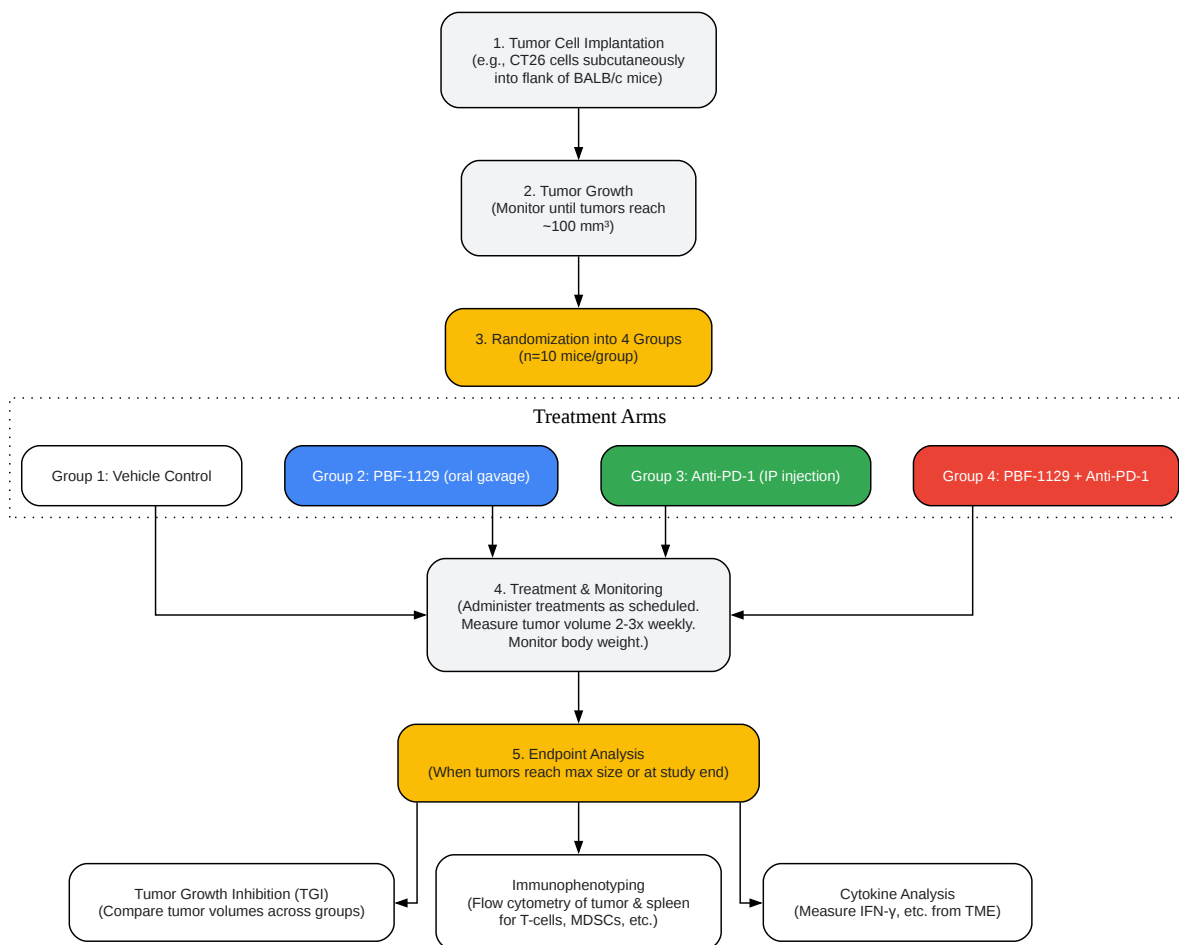 1. Tumor Cell Implantation
(e.g., CT26 cells subcutaneously
into flank of BALB/c mice)
2. Tumor Growth
(Monitor until tumors reach
~100 mm³)
3. Randomization into 4 Groups
(n=10 mice/group)
Treatment Arms
Group 1: Vehicle Control
Group 2: PBF-1129 (oral gavage)
Group 3: Anti-PD-1 (IP injection)
Group 4: PBF-1129 + Anti-PD-1
4. Treatment & Monitoring
(Administer treatments as scheduled.
Measure tumor volume 2-3x weekly.
Monitor body weight.)
5. Endpoint Analysis
(When tumors reach max size or at study end)
Tumor Growth Inhibition (TGI)
(Compare tumor volumes across groups)
Immunophenotyping
(Flow cytometry of tumor & spleen
for T-cells, MDSCs, etc.)
Cytokine Analysis
(Measure IFN-γ, etc. from TME)